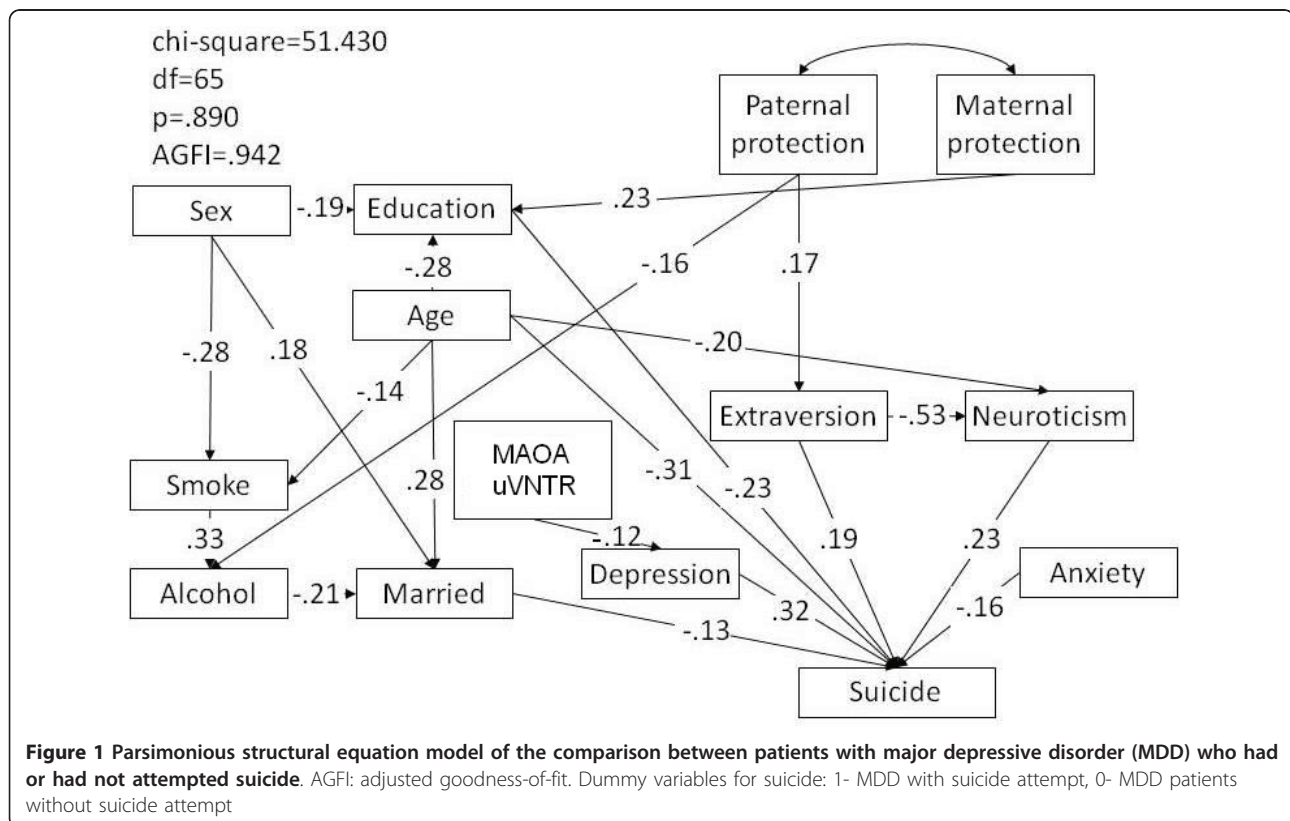 chi-square=51.430
df=65
p=.890
AGFI=.942
Paternal
protection
Maternal
protection
Sex
-.19
Education
.23
-.28
-.16
.17
Age
-.28
.18
-.14
-.20
Extraversion
-.53
Neuroticism
MAOA
uVNTR
Smoke
.28
-.31
-.23
.33
-.12
.19
.23
Alcohol
-.21
Married
Depression
Anxiety
.32
-.16
-.13
Suicide
Figure 1 Parsimonious structural equation model of the comparison between patients with major depressive disorder (MDD) who had
or had not attempted suicide. AGFI: adjusted goodness-of-fit. Dummy variables for suicide: 1- MDD with suicide attempt, 0- MDD patients
without suicide attempt